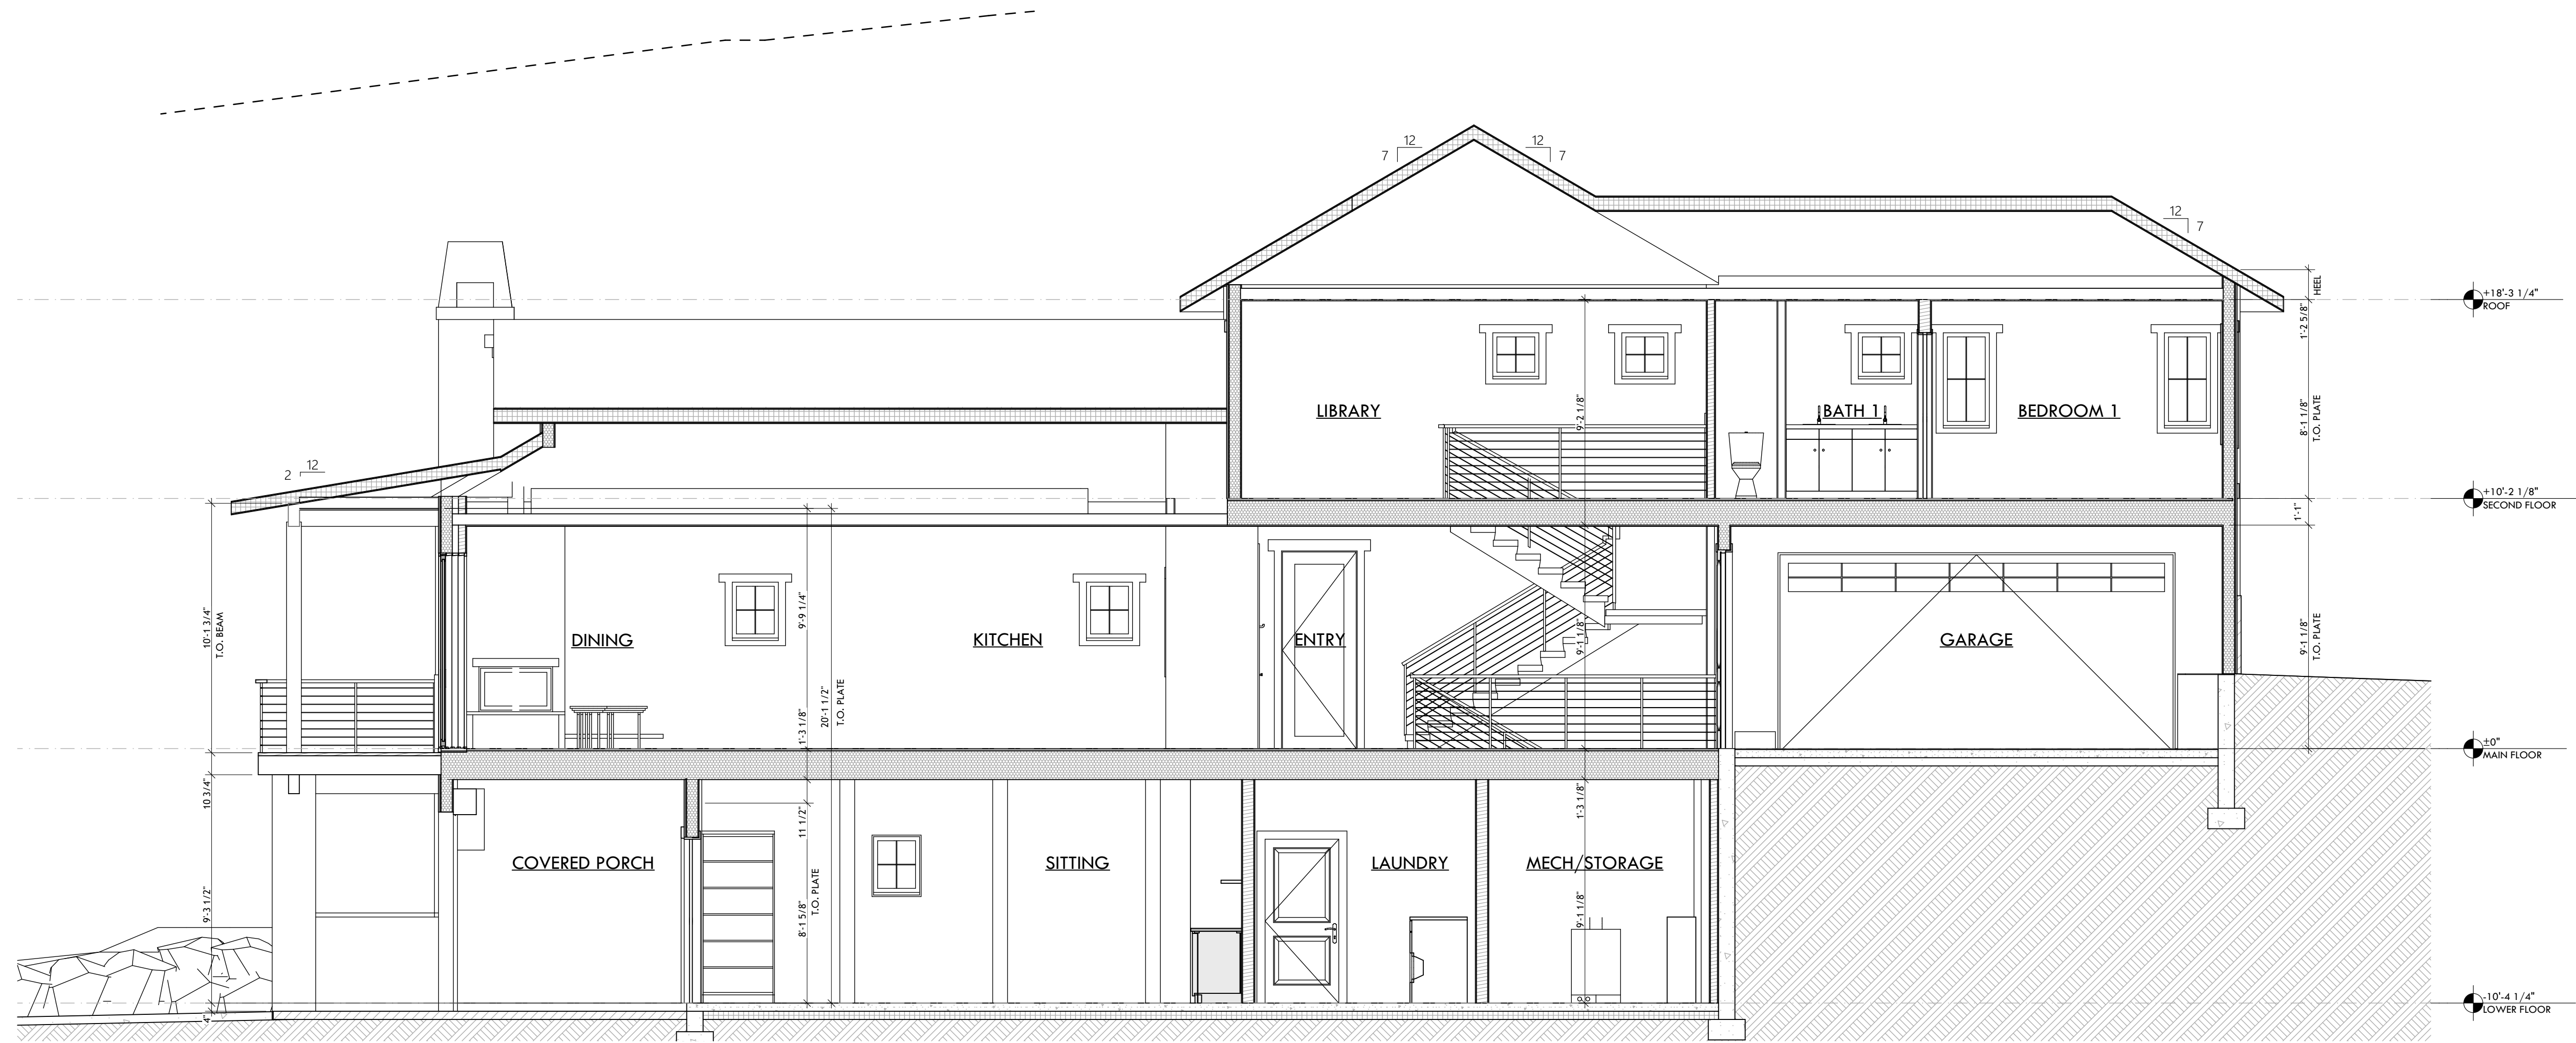 12
7
12
7
12
7
HEEL
+18'-3 1/4"
ROOF
1'-2 5/8"
LIBRARY
9'-2 1/8"
BATH 1
BEDROOM 1
8'-1 1/8"
T.O. PLATE
12
2
+10'-2 1/8"
SECOND FLOOR
1'-1"
10'-1 3/4"
T.O. BEAM
DINING
9'-9 1/4"
KITCHEN
ENTRY
9'-1 1/8"
GARAGE
9'-1 1/8"
T.O. PLATE
20'-1 1/2"
T.O. PLATE
1'-3 1/8"
±0"
MAIN FLOOR
10 3/4"
11 1/2"
1'-3 1/8"
COVERED PORCH
SITTING
LAUNDRY
MECH/STORAGE
9'-3 1/2"
8'-1 5/8"
T.O. PLATE
9'-1 1/8"
-10'-4 1/4"
LOWER FLOOR
4"